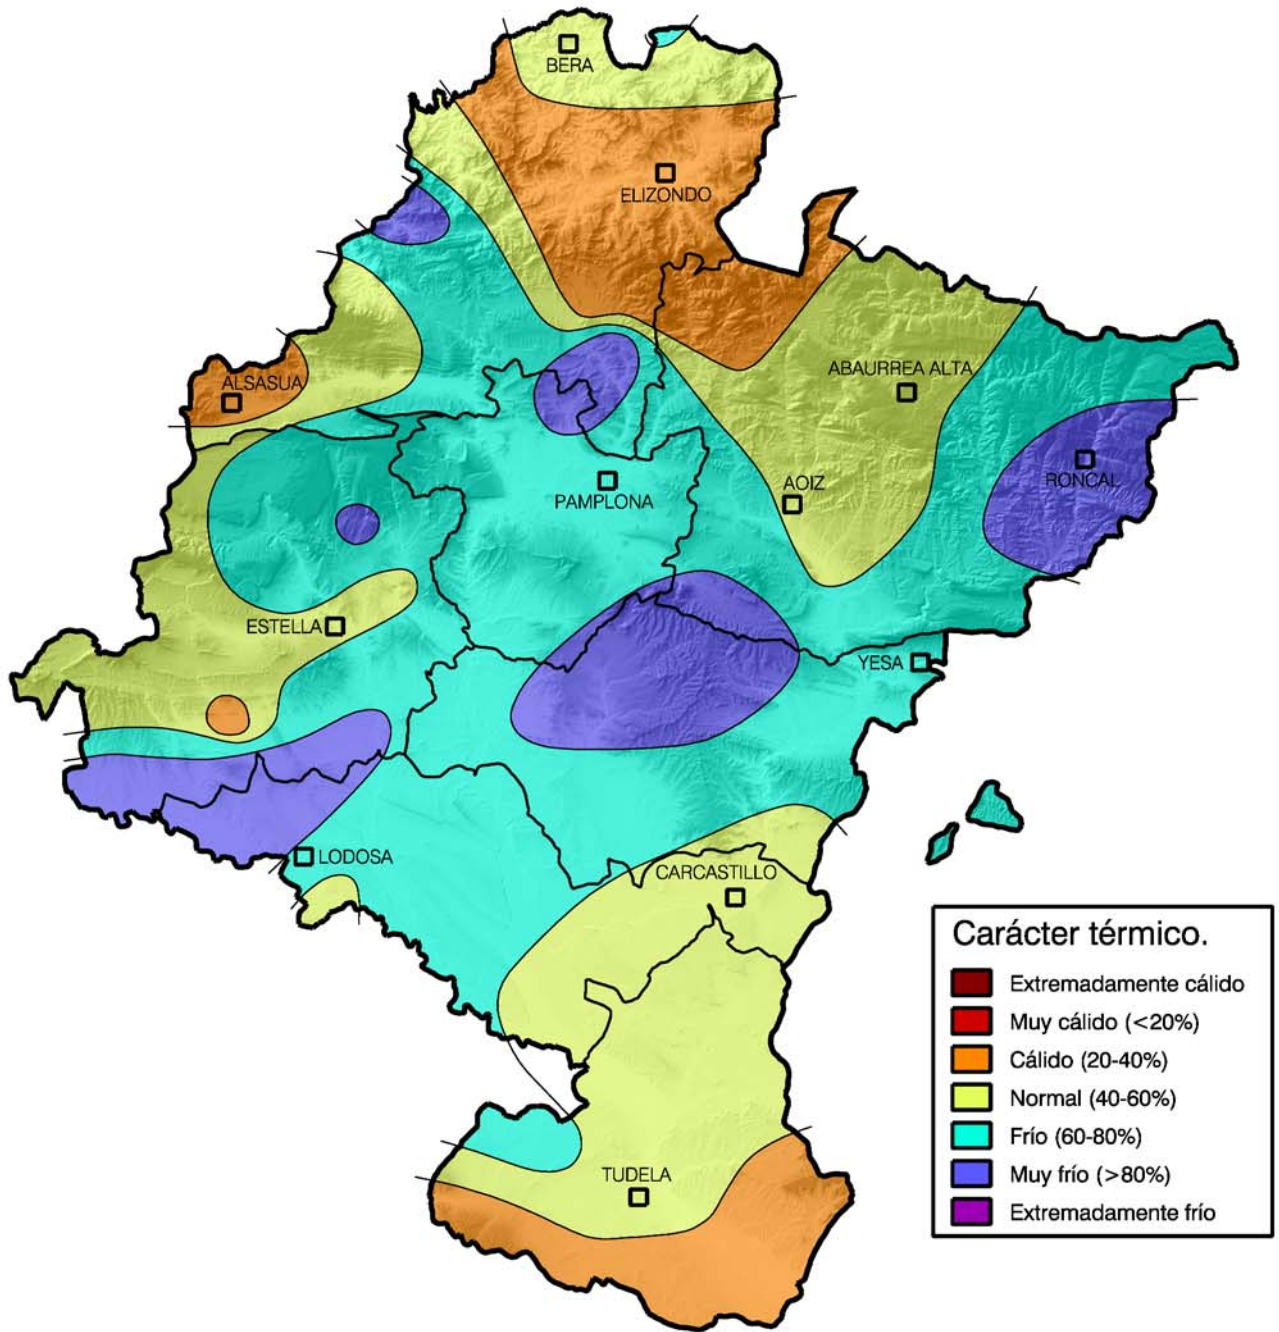 BERA
ELIZONDO
ALSASUA
ABAURREA ALTA
RONCAL
PAMPLONA
AOIZ
ESTELLA
YESA
LODOSA
CARCASTILLO
TUDELA
Carácter térmico.
Extremadamente cálido
Muy cálido (<20%)
Cálido (20-40%)
Normal (40-60%)
Frío (60-80%)
Muy frío (>80%)
Extremadamente frío